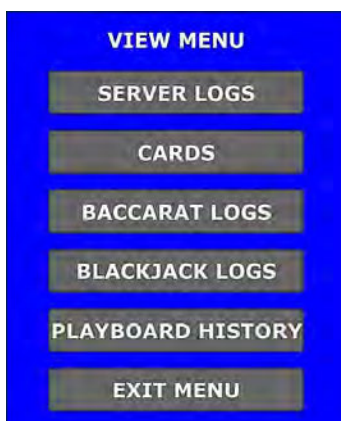 VIEW MENU
SERVER LOGS
CARDS
BACCARAT LOGS
BLACKJACK LOGS
PLAYBOARD HISTORY
EXIT MENU